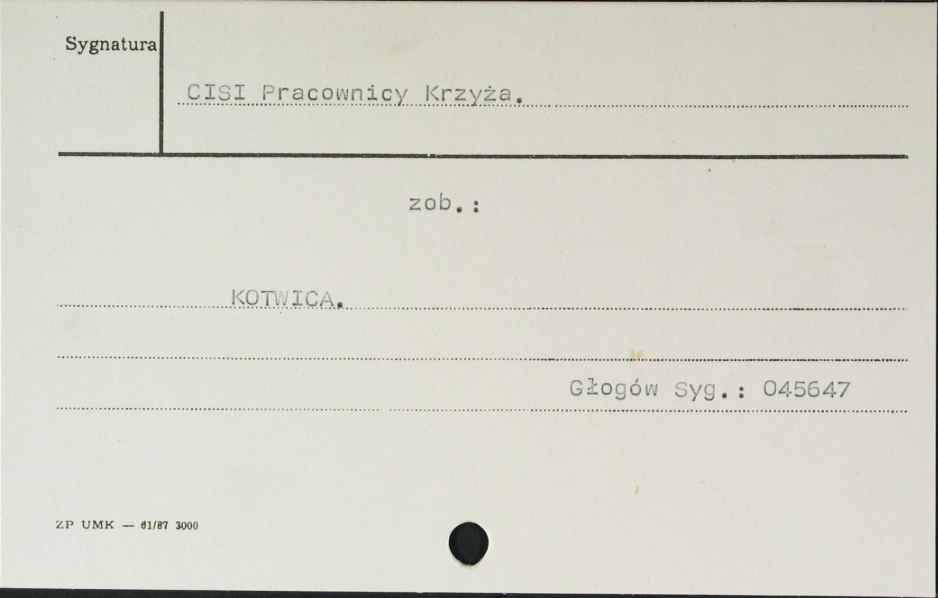 Sygnatura
CISI Pracownicy Krzyża.
zob.:
KOTWICA.
Głogów Syg.: 045647
ZP UMK — 61/87 3000